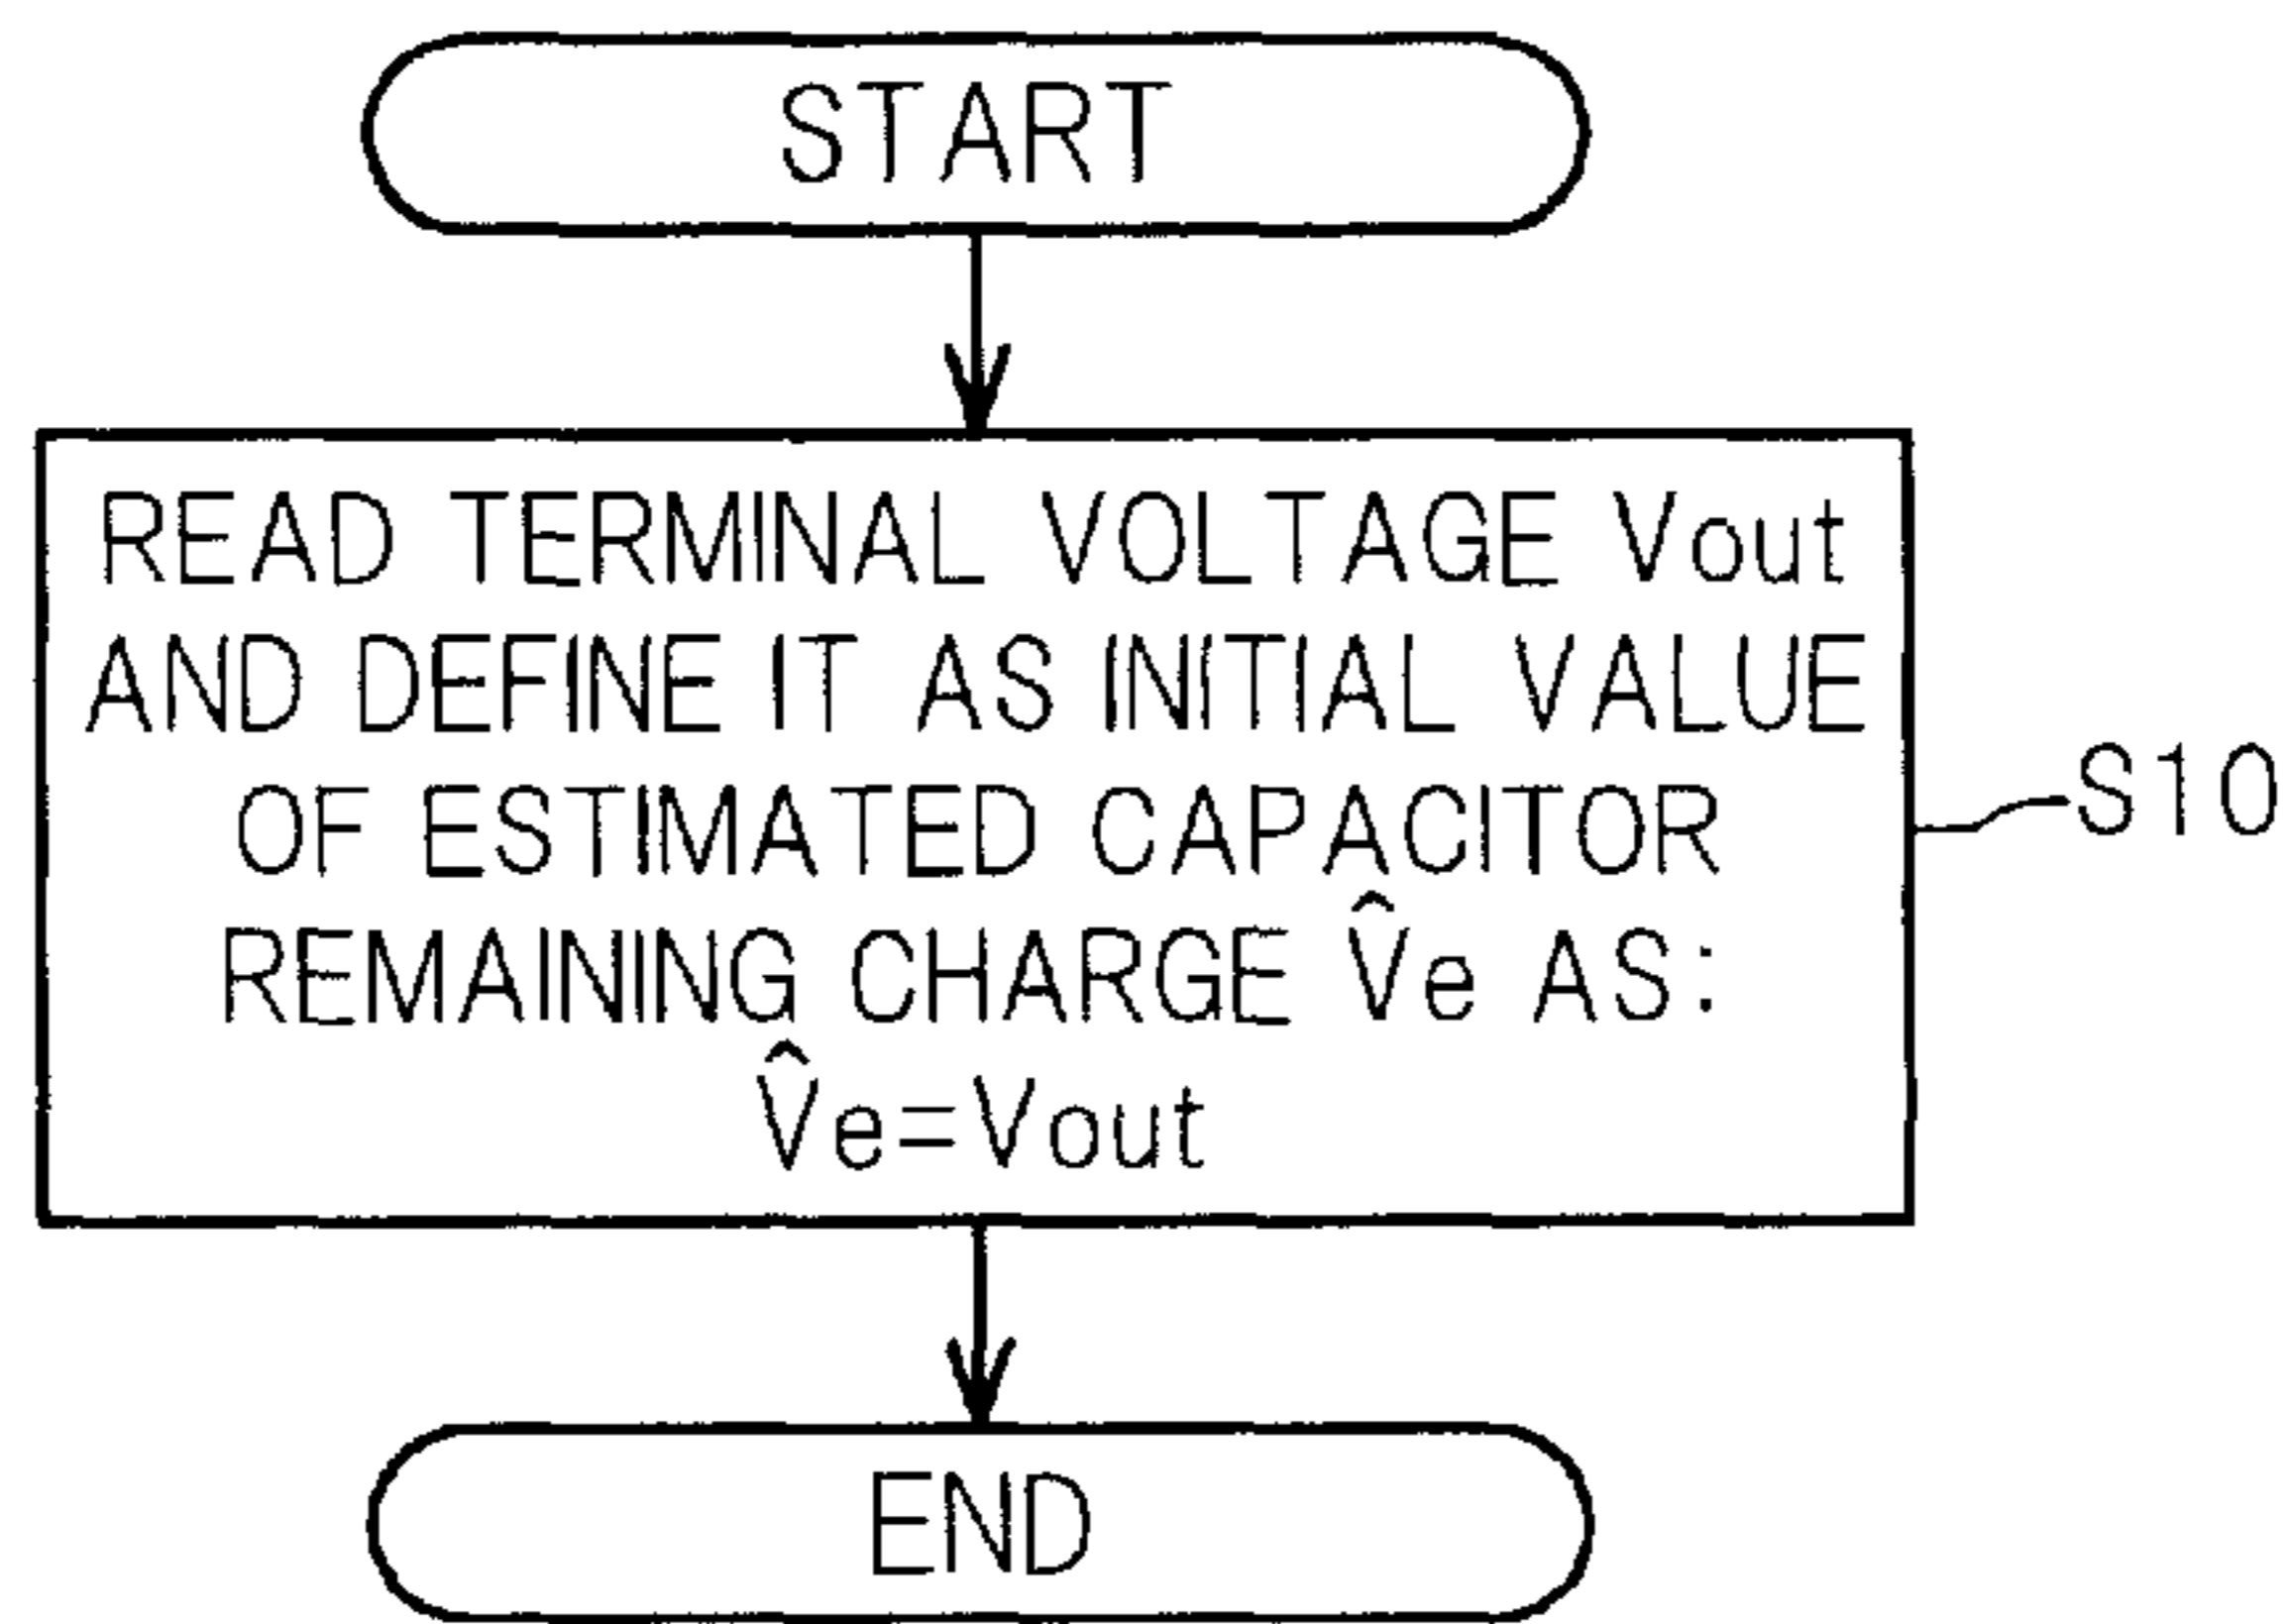 START
READ TERMINAL VOLTAGE Vout
AND DEFINE IT AS INITIAL VALUE
OF ESTIMATED CAPACITOR
REMAINING CHARGE V̂e AS:
V̂e=Vout
S10
END